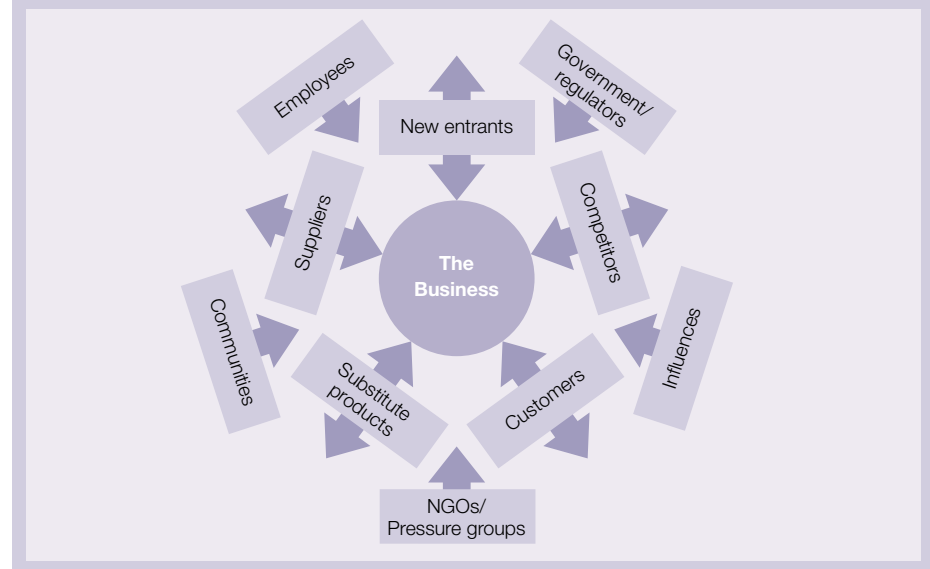 Employees
Government/
regulators
New entrants
Suppliers
Competitors
The
Business
Communities
Influences
Substitute
products
Customers
NGOs/
Pressure groups